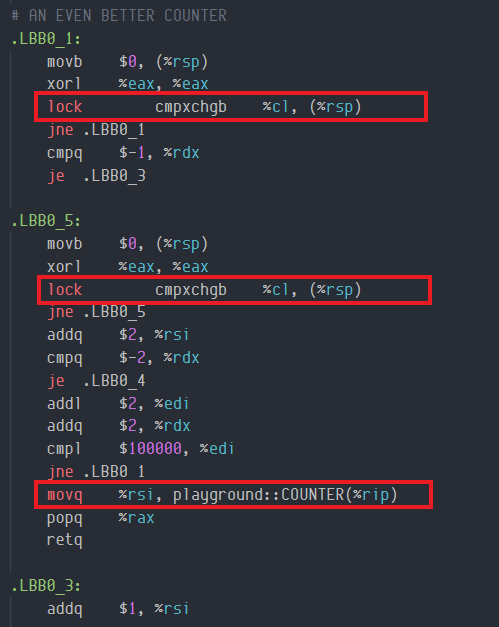 # AN EVEN BETTER COUNTER
.LBB0_1:
movb $0, (%rsp)
xorl %eax, %eax
lock cmpxchgb %cl, (%rsp)
jne .LBB0_1
cmpq $-1, %rdx
je .LBB0_3
.LBB0_5:
movb $0, (%rsp)
xorl %eax, %eax
lock cmpxchgb %cl, (%rsp)
jne .LBB0_5
addq $2, %rsi
cmpq $-2, %rdx
je .LBB0_4
addl $2, %edi
addq $2, %rdx
cmpl $100000, %edi
jne .LBB0_1
movq %rsi, playground::COUNTER(%rip)
popq %rax
retq
.LBB0_3:
addq $1, %rsi